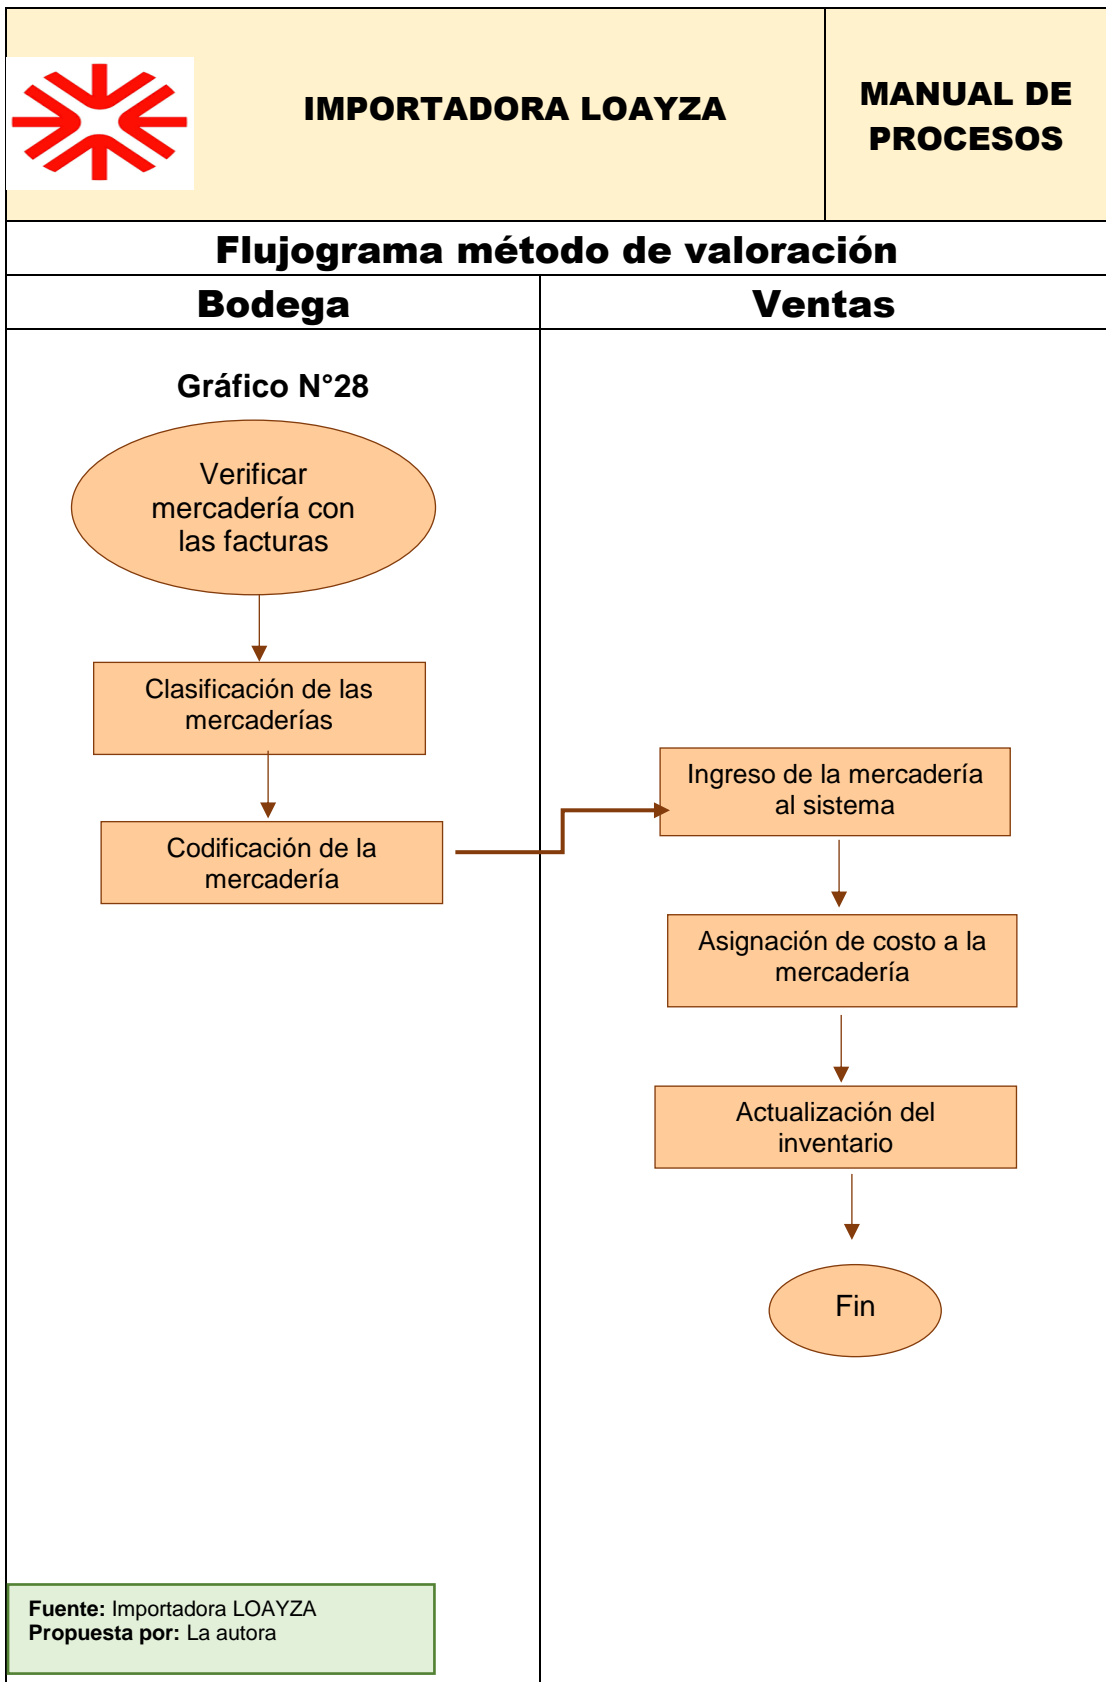 IMPORTADORA LOAYZA
MANUAL DE
PROCESOS
Flujograma método de valoración
Bodega
Ventas
Gráfico N°28
Verificar
mercadería con
las facturas
Clasificación de las
mercaderías
Codificación de la
mercadería
Ingreso de la mercadería
al sistema
Asignación de costo a la
mercadería
Actualización del
inventario
Fin
Fuente: Importadora LOAYZA
Propuesta por: La autora